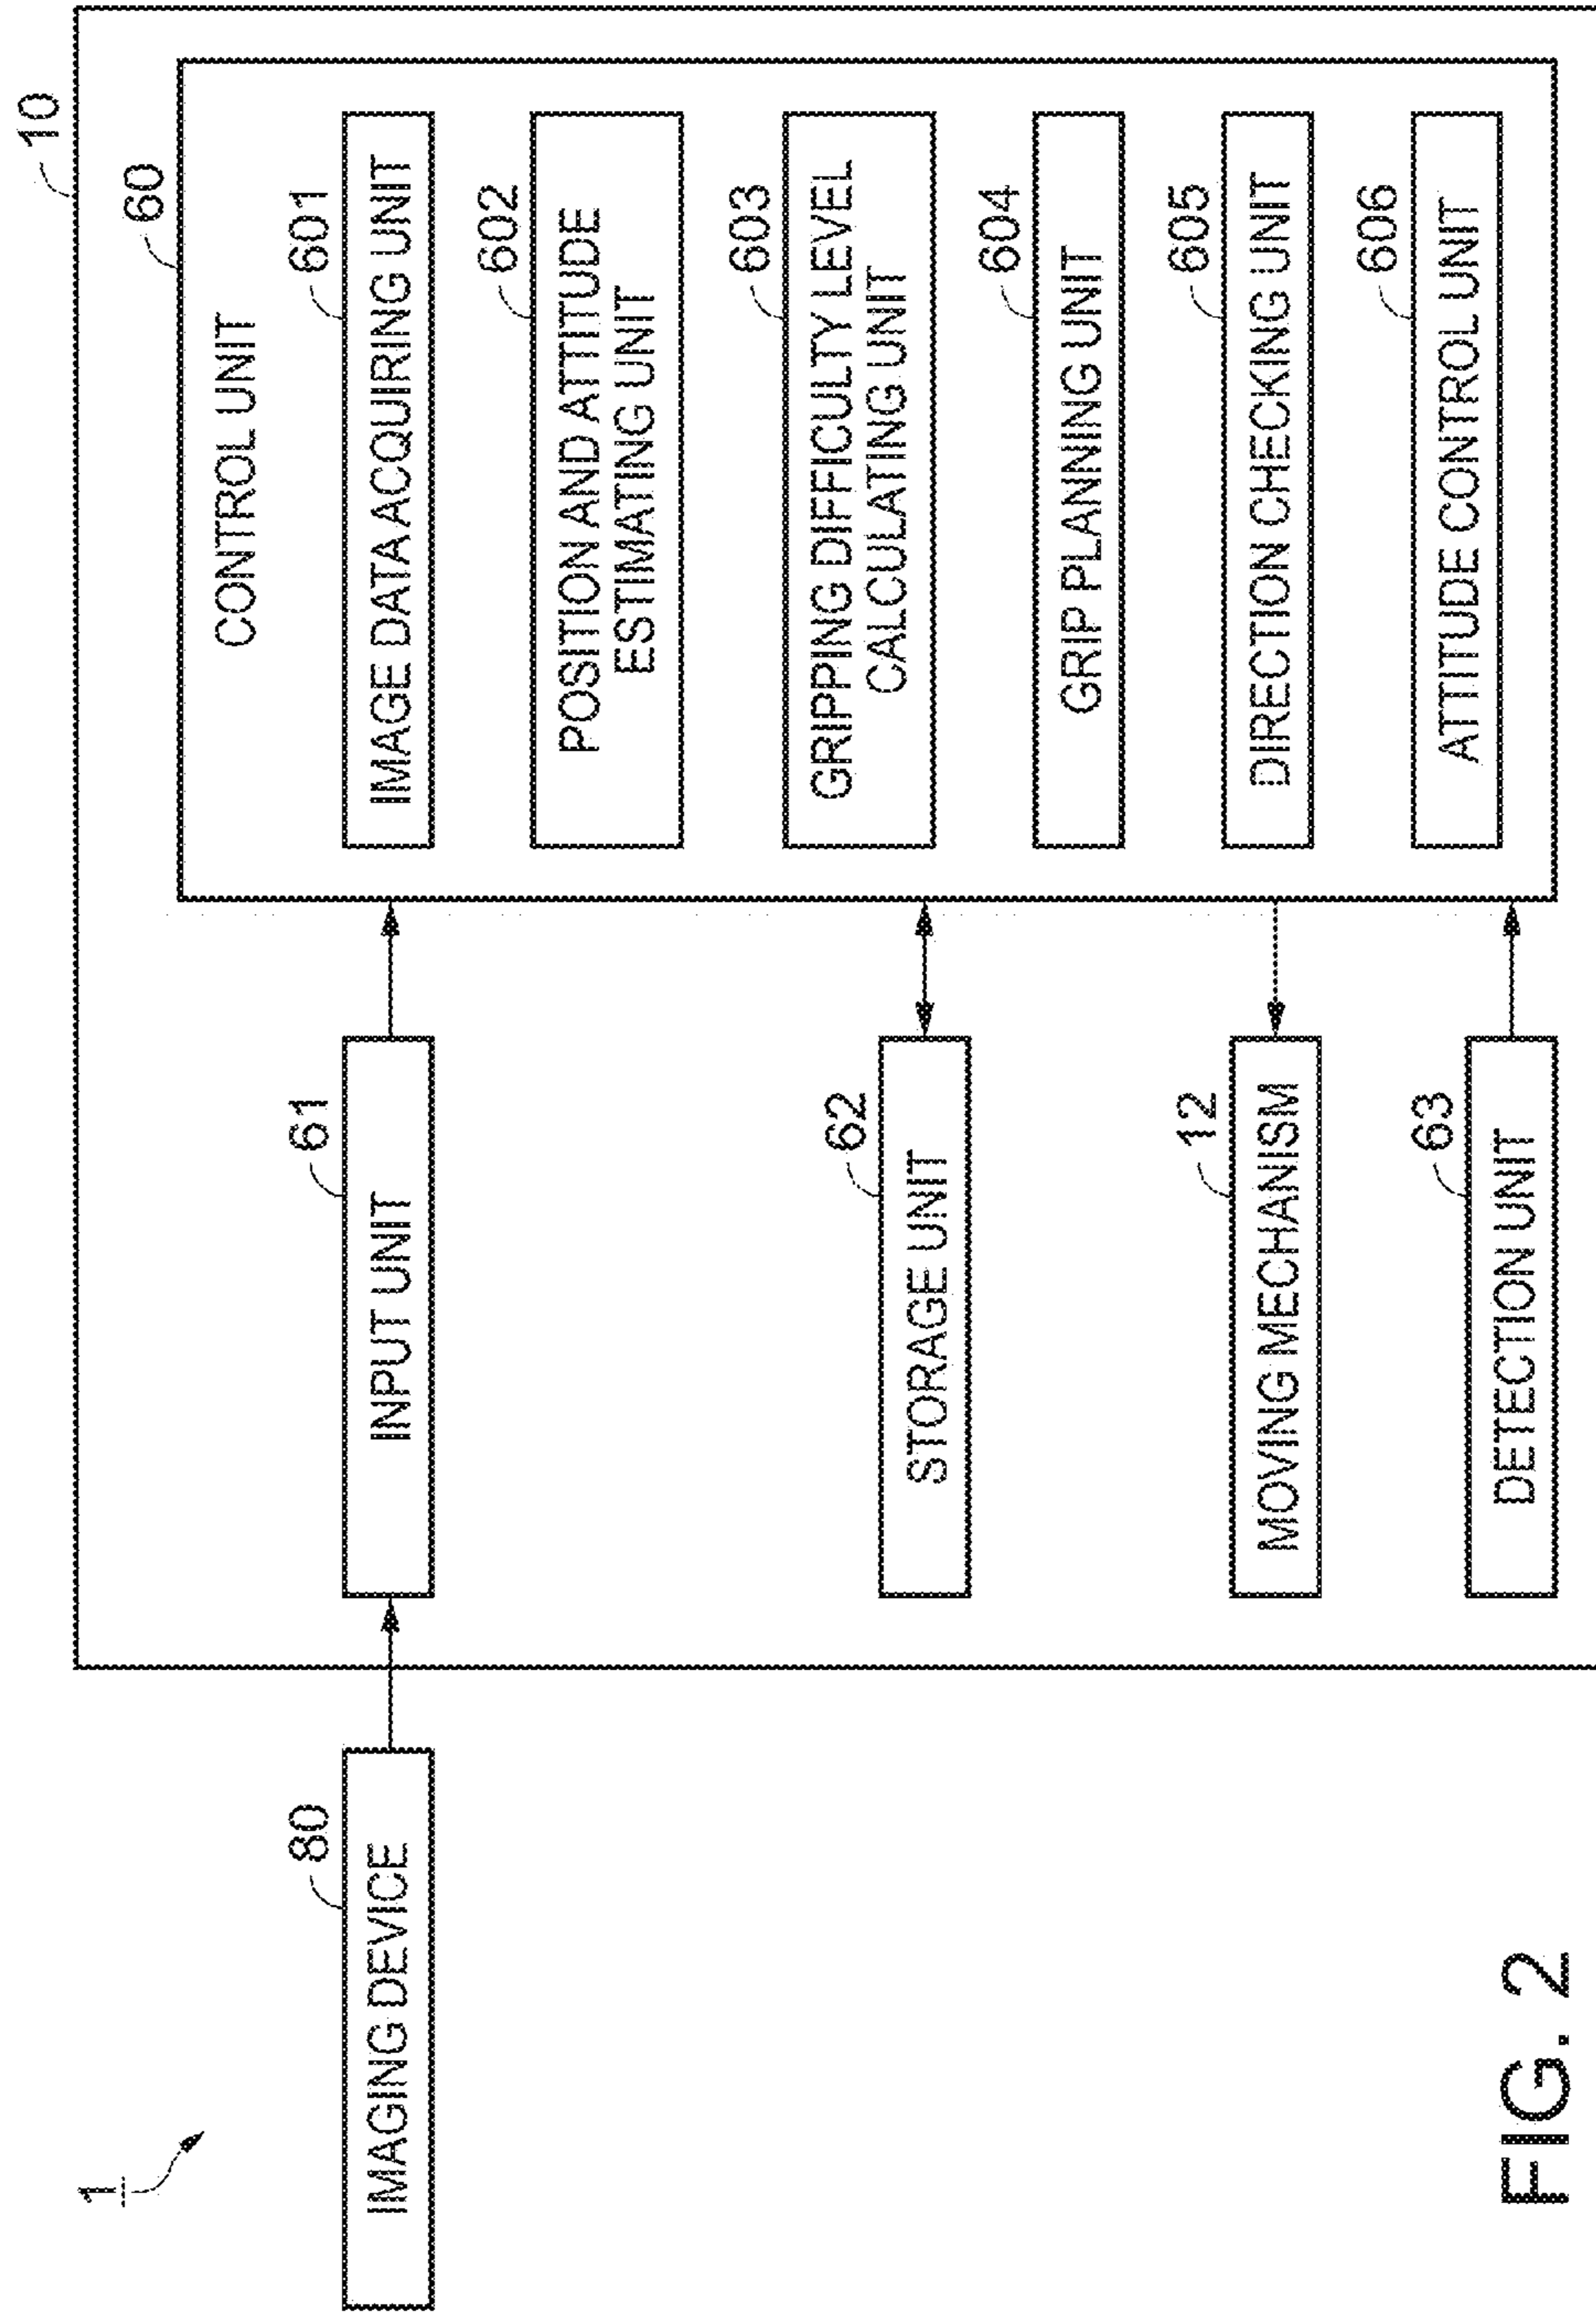 1
10
80
IMAGING DEVICE
61
INPUT UNIT
62
STORAGE UNIT
12
MOVING MECHANISM
63
DETECTION UNIT
60
CONTROL UNIT
601
IMAGE DATA ACQUIRING UNIT
602
POSITION AND ATTITUDE
ESTIMATING UNIT
603
GRIPPING DIFFICULTY LEVEL
CALCULATING UNIT
604
GRIP PLANNING UNIT
605
DIRECTION CHECKING UNIT
606
ATTITUDE CONTROL UNIT
FIG. 2